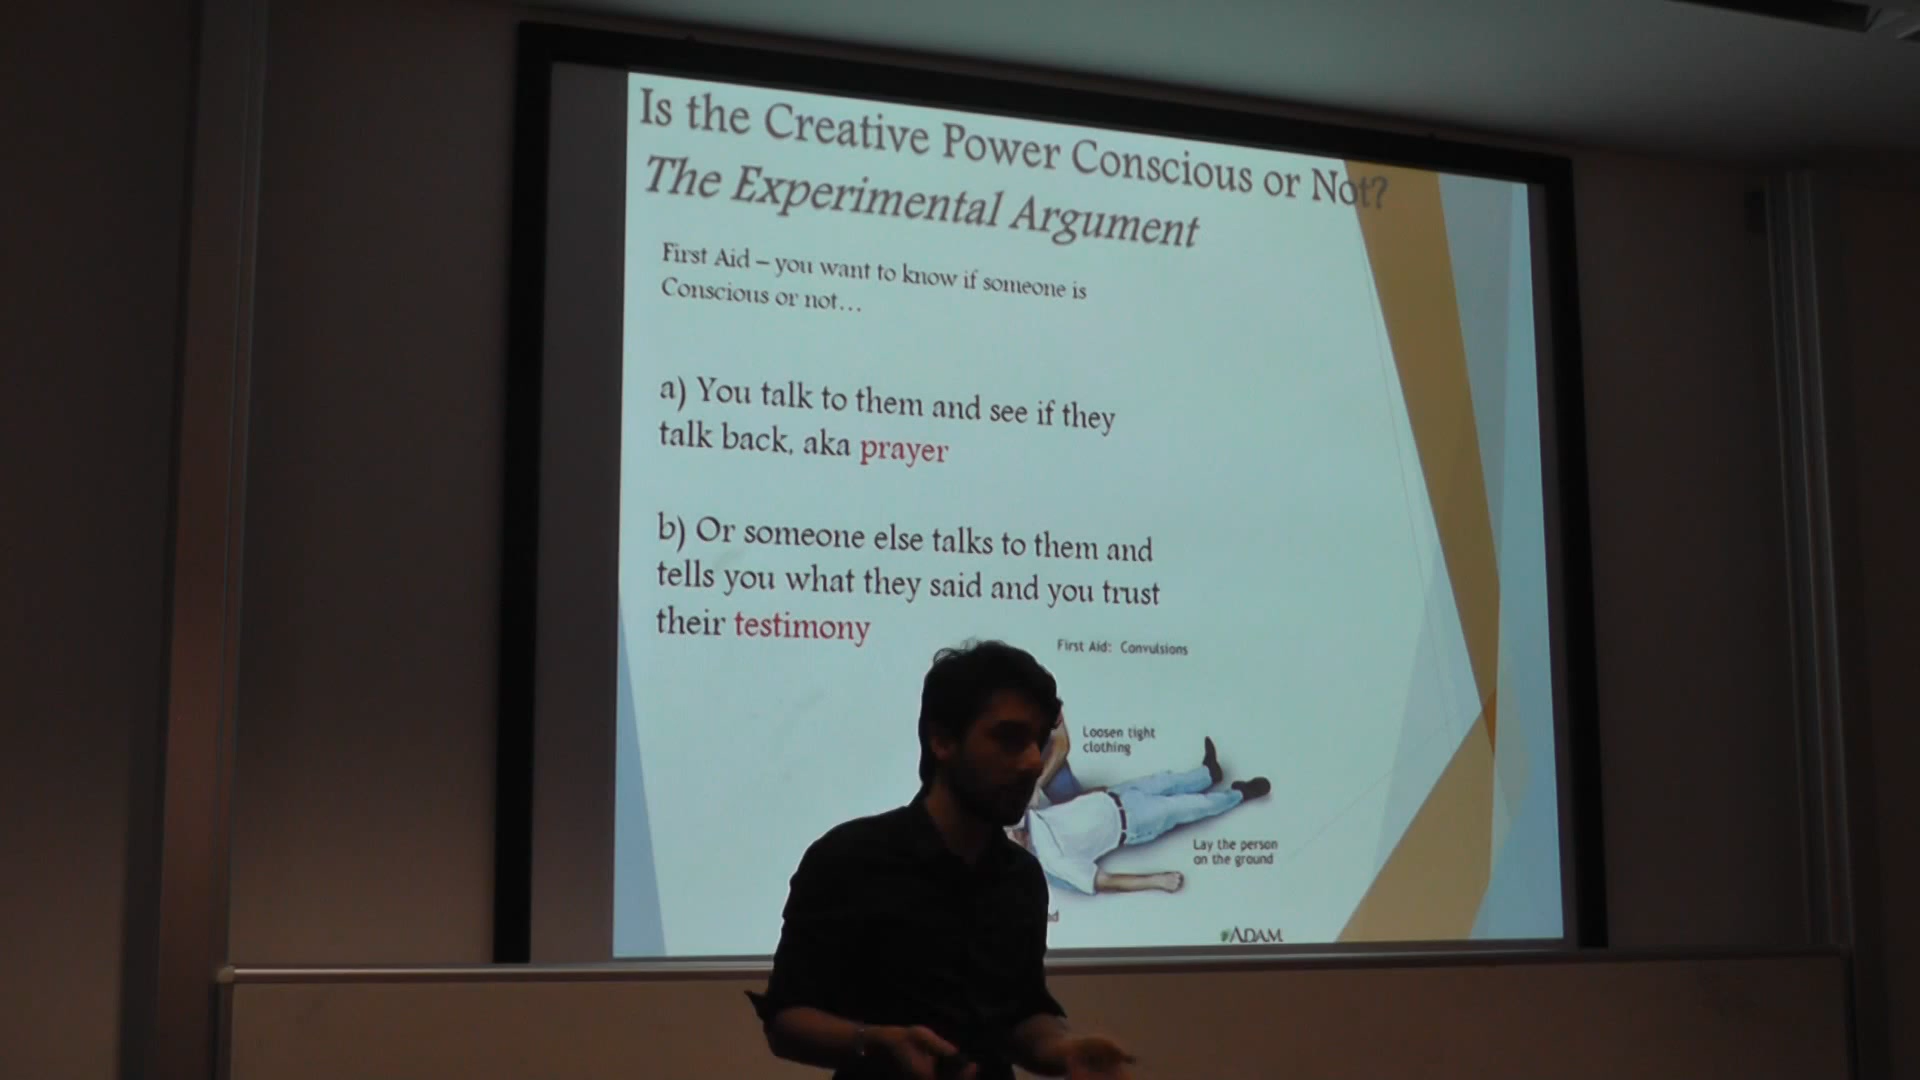 Is the Creative Power Conscious or Not?
The Experimental Argument
First Aid – you want to know if someone is
Conscious or not...
a) You talk to them and see if they
talk back, aka prayer
b) Or someone else talks to them and
tells you what they said and you trust
their testimony
First Aid: Convulsions
Loosen tight
clothing
Lay the person
on the ground
ADAM